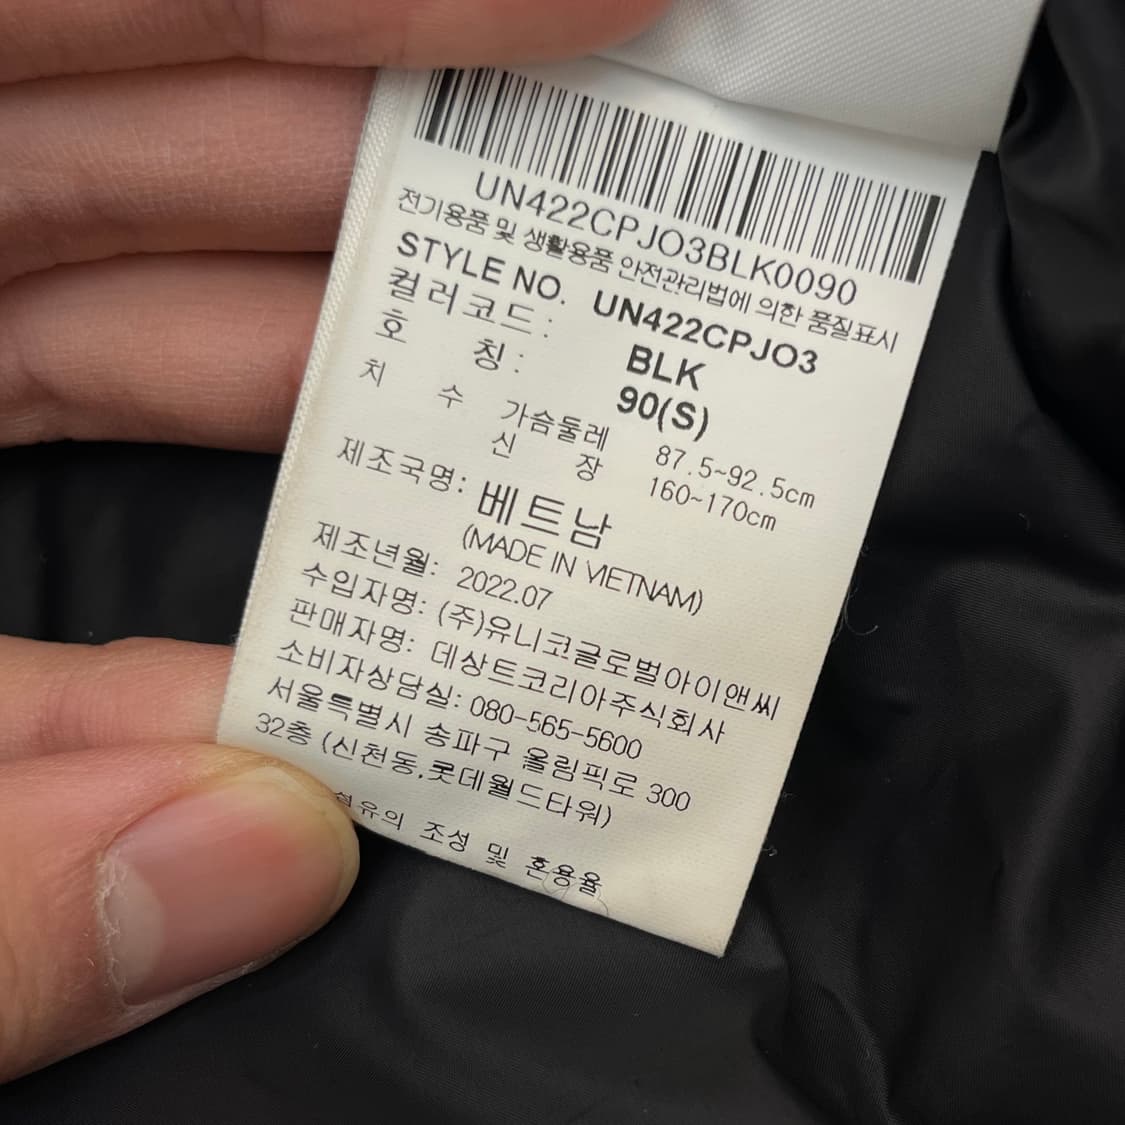 UN422CPJO3BLK0090
전기용품 및 생활용품 안전관리법에 의한 품질표시
STYLE NO. UN422CPJO3
컬러코드: BLK
호 칭: 90(S)
치 수 가슴둘레 87.5~92.5cm
신 장 160~170cm
제조국명: 베트남
(MADE IN VIETNAM)
제조년월: 2022.07
수입자명: (주)유니코글로벌아이앤씨
판매자명: 데상트코리아주식회사
소비자상담실: 080-565-5600
서울특별시 송파구 올림픽로 300
32층 (신천동,롯데월드타워)
섬유의 조성 및 혼용율